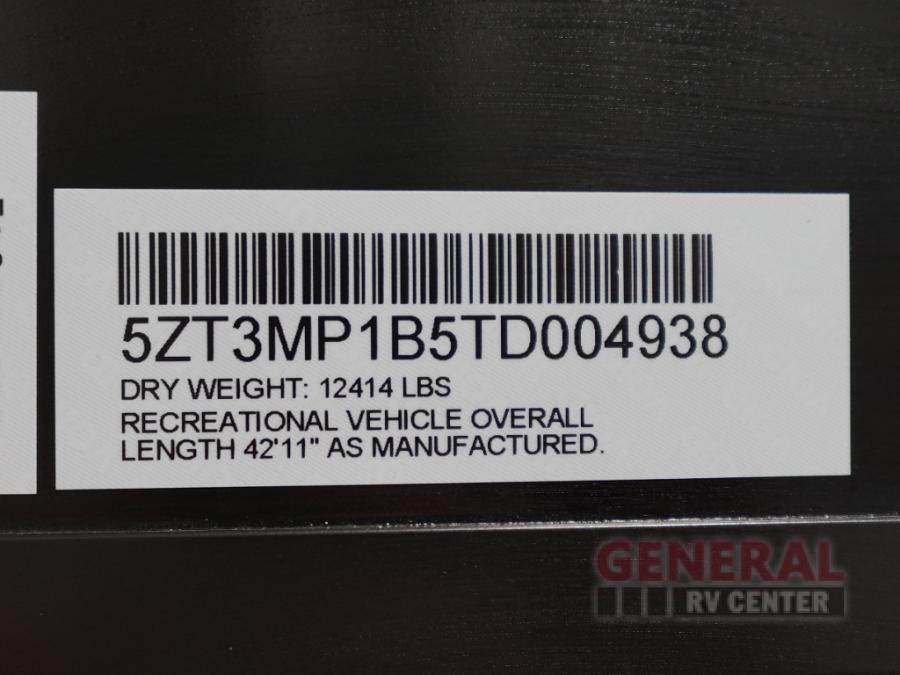 5ZT3MP1B5TD004938
DRY WEIGHT: 12414 LBS
RECREATIONAL VEHICLE OVERALL
LENGTH 42'11" AS MANUFACTURED.
GENERAL
RV CENTER